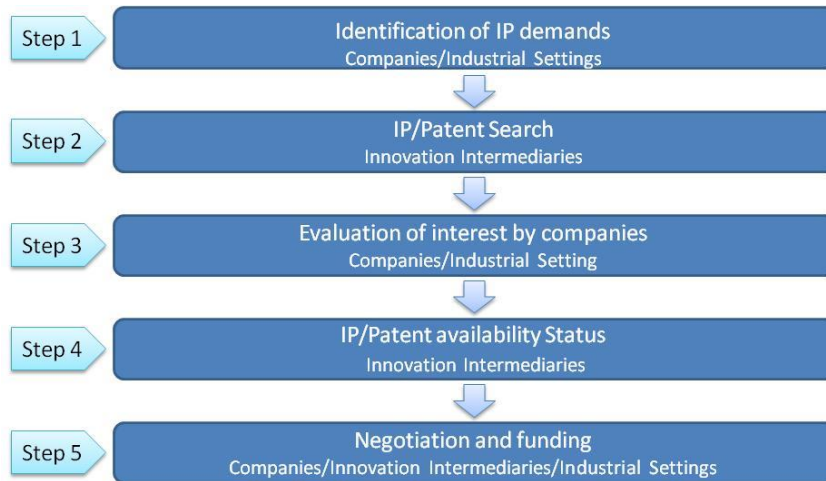 Step 1
Identification of IP demands
Companies/Industrial Settings
Step 2
IP/Patent Search
Innovation Intermediaries
Step 3
Evaluation of interest by companies
Companies/Industrial Setting
Step 4
IP/Patent availability Status
Innovation Intermediaries
Step 5
Negotiation and funding
Companies/Innovation Intermediaries/Industrial Settings